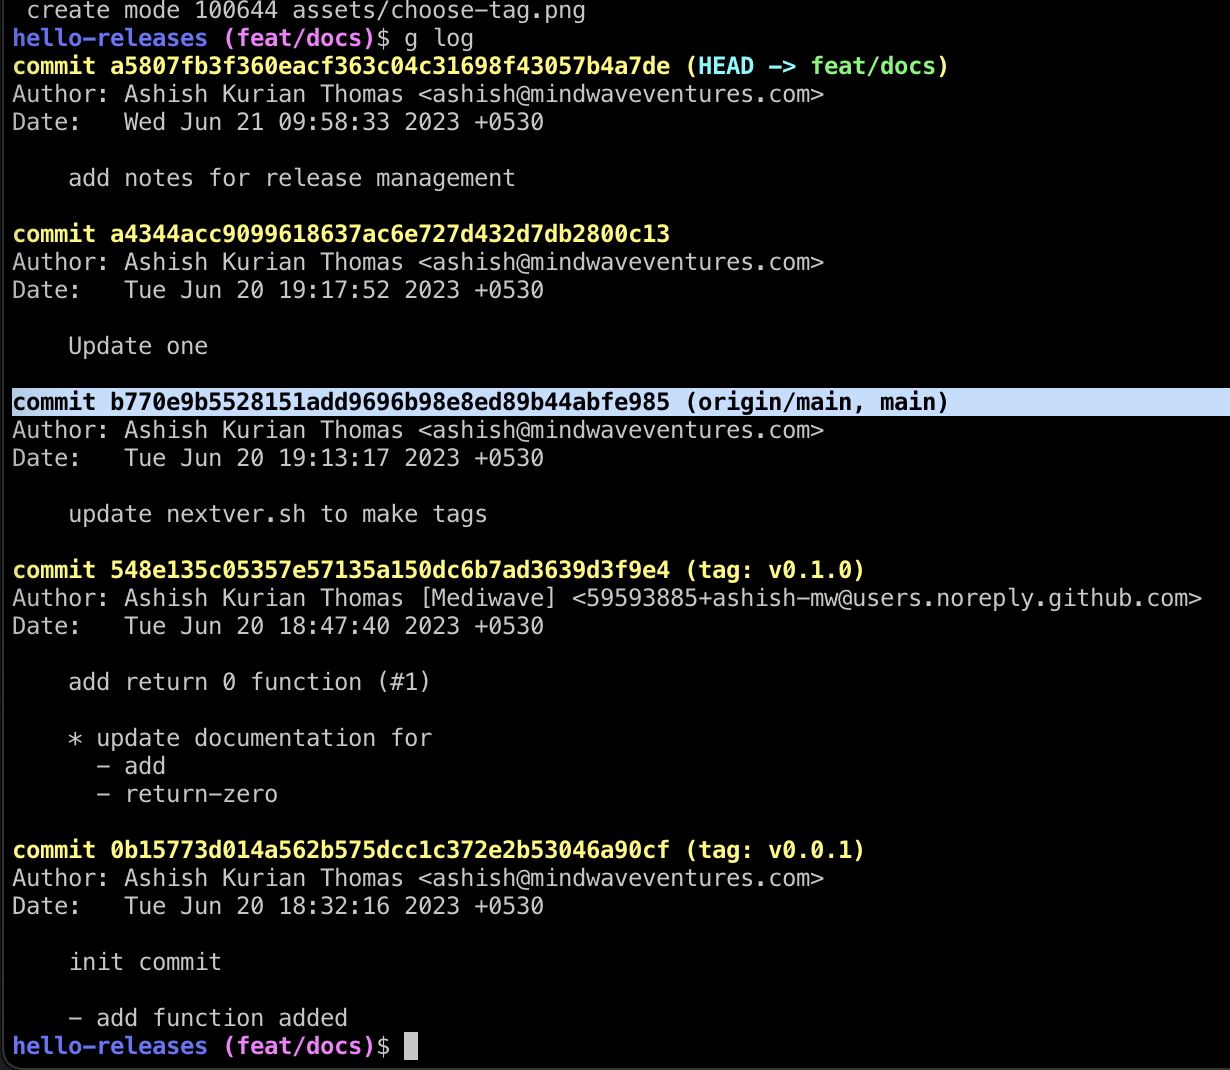 create mode 100644 assets/choose-tag.png
hello-releases (feat/docs)$ g log
commit a5807fb3f360eacf363c04c31698f43057b4a7de (HEAD -> feat/docs)
Author: Ashish Kurian Thomas <ashish@mindwaveventures.com>
Date:   Wed Jun 21 09:58:33 2023 +0530
add notes for release management
commit a4344acc9099618637ac6e727d432d7db2800c13
Author: Ashish Kurian Thomas <ashish@mindwaveventures.com>
Date:   Tue Jun 20 19:17:52 2023 +0530
Update one
commit b770e9b5528151add9696b98e8ed89b44abfe985 (origin/main, main)
Author: Ashish Kurian Thomas <ashish@mindwaveventures.com>
Date:   Tue Jun 20 19:13:17 2023 +0530
update nextver.sh to make tags
commit 548e135c05357e57135a150dc6b7ad3639d3f9e4 (tag: v0.1.0)
Author: Ashish Kurian Thomas [Mediwave] <59593885+ashish-mw@users.noreply.github.com>
Date:   Tue Jun 20 18:47:40 2023 +0530
add return 0 function (#1)
* update documentation for
- add
- return-zero
commit 0b15773d014a562b575dcc1c372e2b53046a90cf (tag: v0.0.1)
Author: Ashish Kurian Thomas <ashish@mindwaveventures.com>
Date:   Tue Jun 20 18:32:16 2023 +0530
init commit
- add function added
hello-releases (feat/docs)$